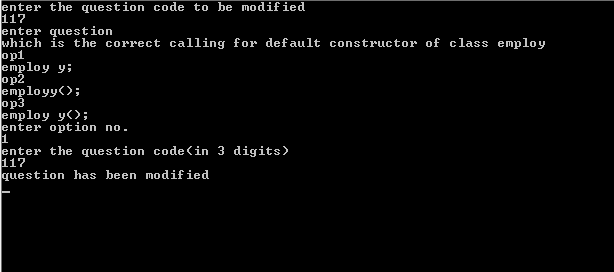 enter the question code to be modified
117
enter question
which is the correct calling for default constructor of class employ
op1
employ y;
op2
employy();
op3
employ y();
enter option no.
1
enter the question code(in 3 digits)
117
question has been modified